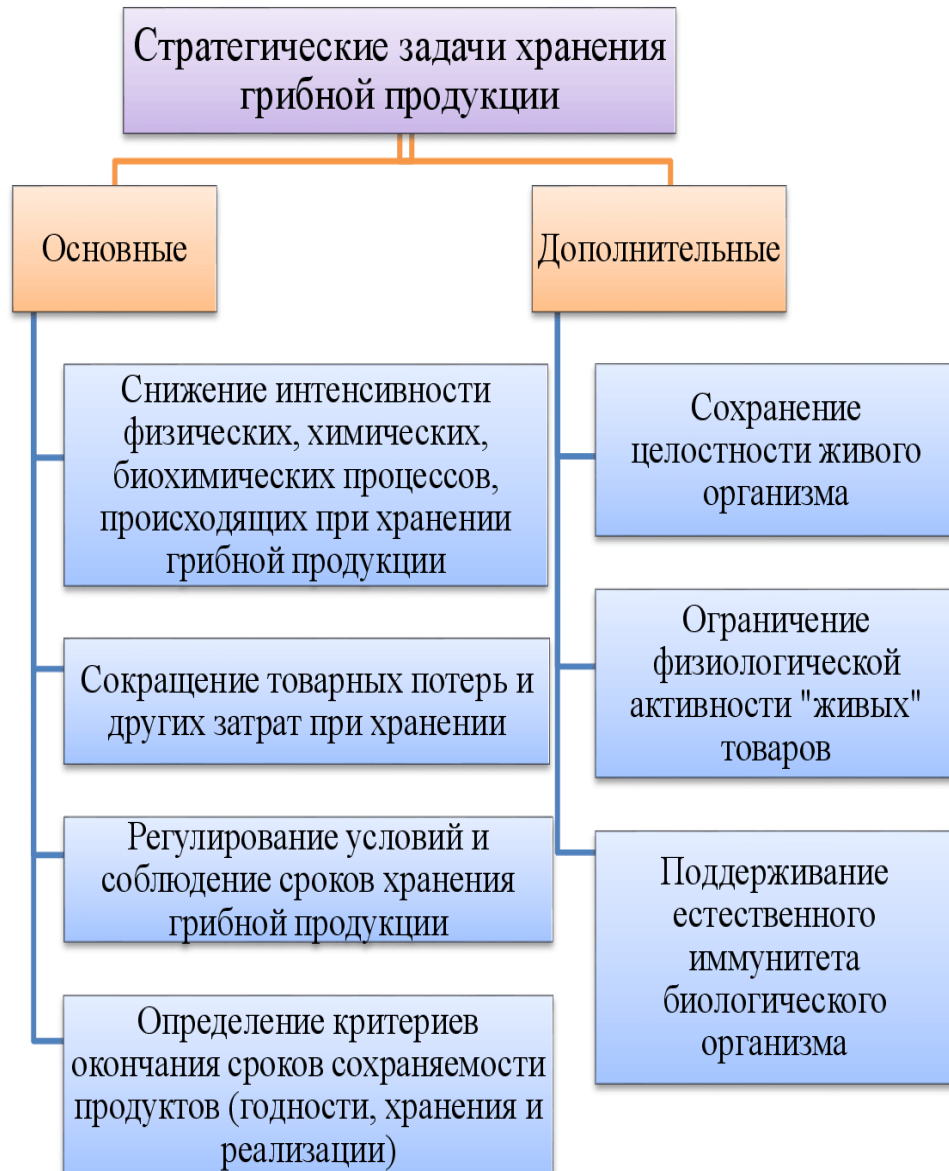 Стратегические задачи хранения
грибной продукции
Основные
Снижение интенсивности
физических, химических,
биохимических процессов,
происходящих при хранении
грибной продукции
Сокращение товарных потерь и
других затрат при хранении
Регулирование условий и
соблюдение сроков хранения
грибной продукции
Определение критериев
окончания сроков сохраняемости
продуктов (годности, хранения и
реализации)
Дополнительные
Сохранение
целостности живого
организма
Ограничение
физиологической
активности "живых"
товаров
Поддерживание
естественного
иммунитета
биологического
организма